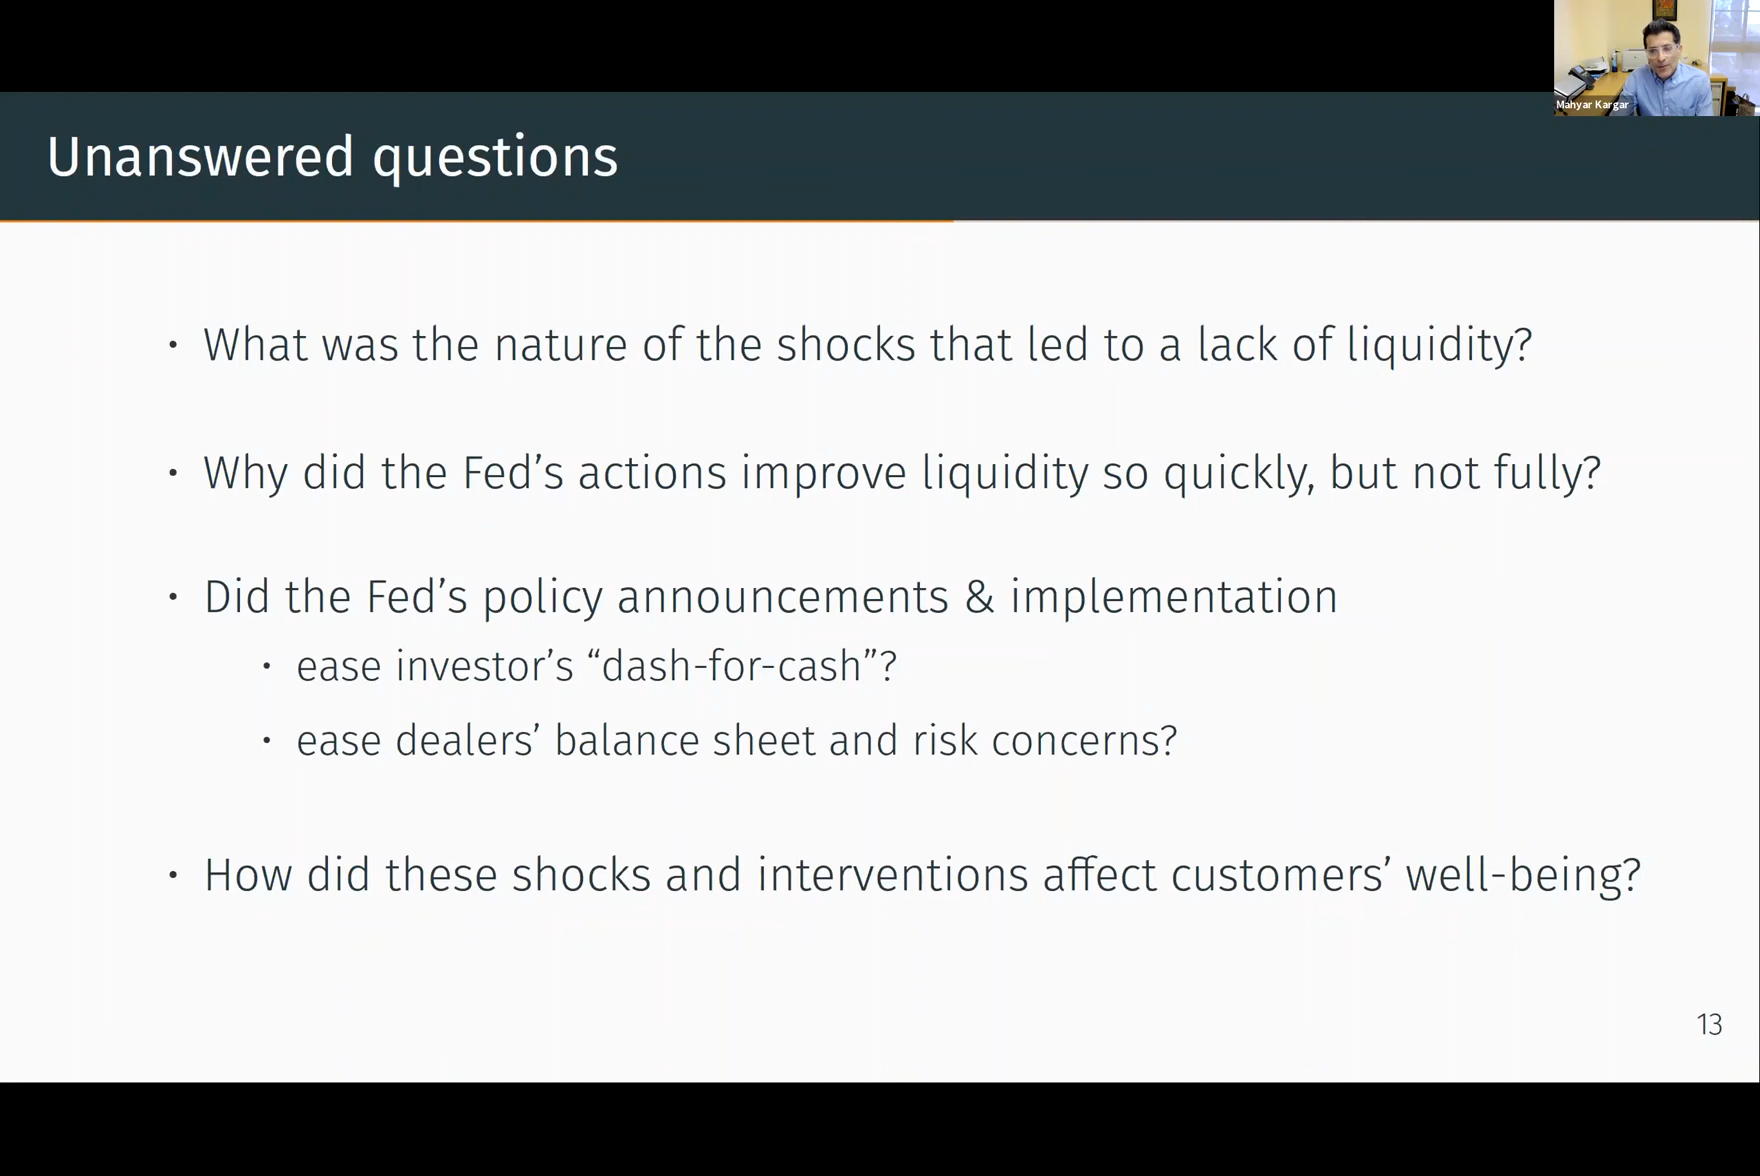 Mahyar Kargar
Unanswered questions
• What was the nature of the shocks that led to a lack of liquidity?
• Why did the Fed’s actions improve liquidity so quickly, but not fully?
• Did the Fed’s policy announcements & implementation
• ease investor’s “dash-for-cash”?
• ease dealers’ balance sheet and risk concerns?
• How did these shocks and interventions affect customers’ well-being?
13